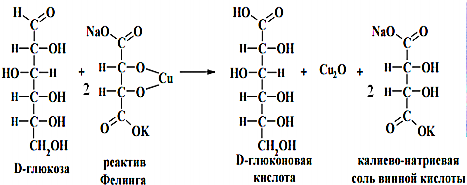 H O
C
H–C–OH
HO–C–H
H–C–OH
H–C–OH
CH₂OH
D-глюкоза
+ 2
NaO O
C
H–C–O
Cu
H–C–O
C
O OK
реактив
Фелинга
HO O
C
H–C–OH
HO–C–H
H–C–OH
H–C–OH
CH₂OH
D-глюконовая
кислота
+ Cu₂O + 2
NaO O
C
H–C–OH
H–C–OH
C
O OK
калиево-натриевая
соль винной кислоты